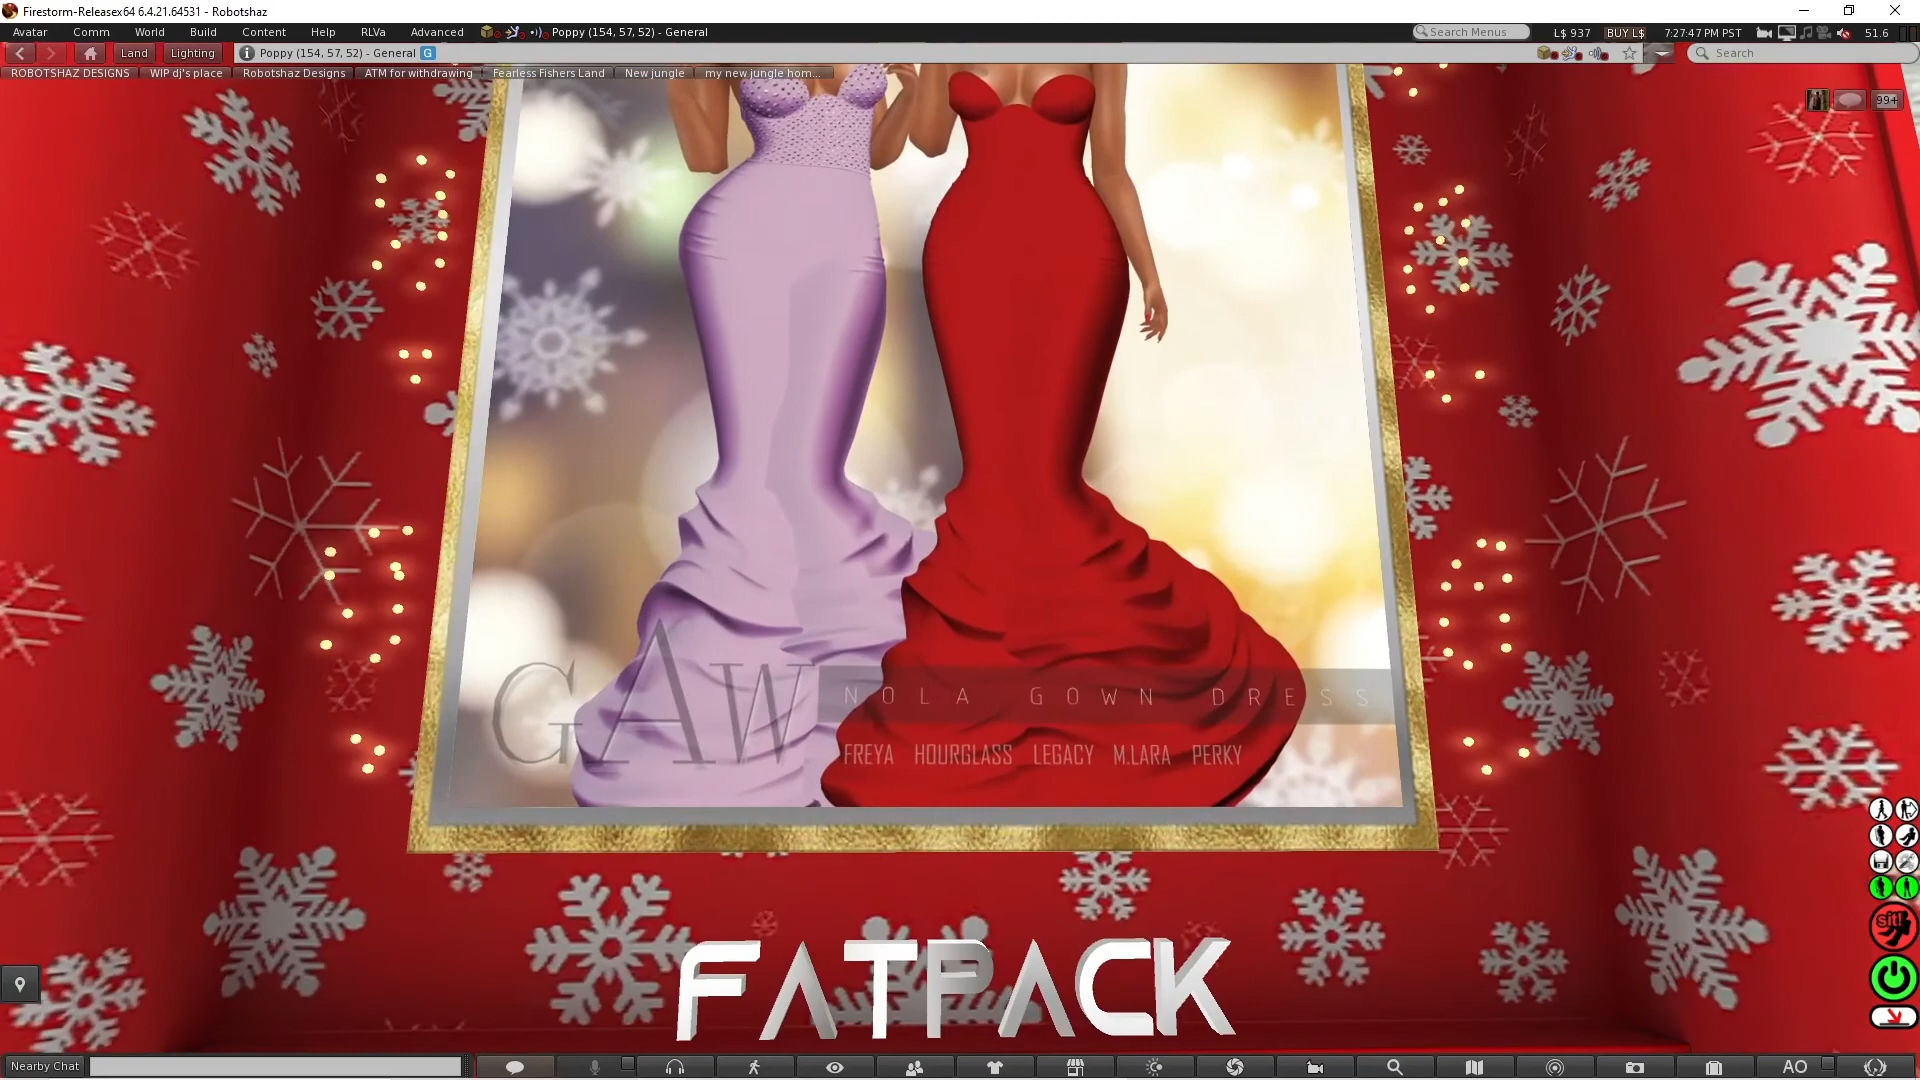 Firestorm-Releasex64 6.4.21.64531 - Robotshaz
Avatar Comm World Build Content Help RLVa Advanced Poppy (154, 57, 52) - General Search Menus L$ 937 BUY L$ 7:27:47 PM PST 51.6
Land Lighting Poppy (154, 57, 52) - General G Search
ROBOTSHAZ DESIGNS WIP dj's place Robotshaz Designs ATM for withdrawing Fearless Fishers Land New jungle my new jungle hom...
99+
GAW NOLA GOWN DRESS
FREYA HOURGLASS LEGACY M.LARA PERKY
sit!
FATPACK
Nearby Chat AO